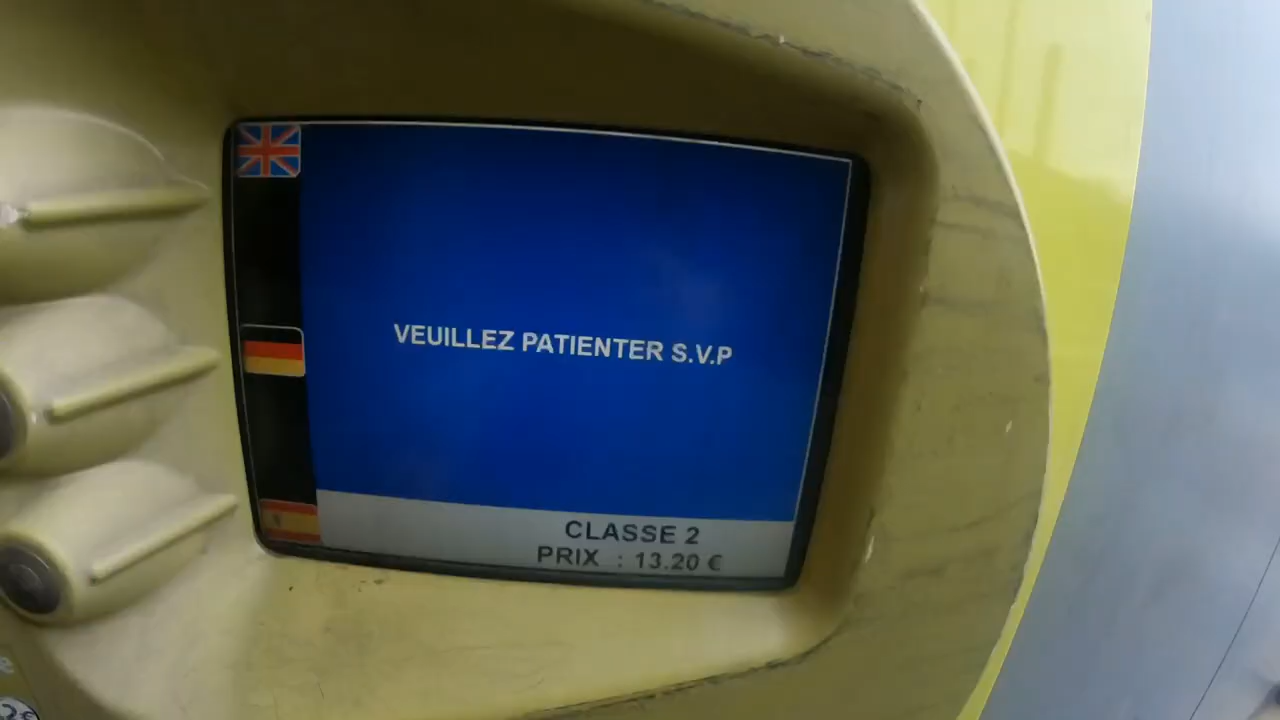 VEUILLEZ PATIENTER S.V.P
CLASSE 2
PRIX : 13.20 €